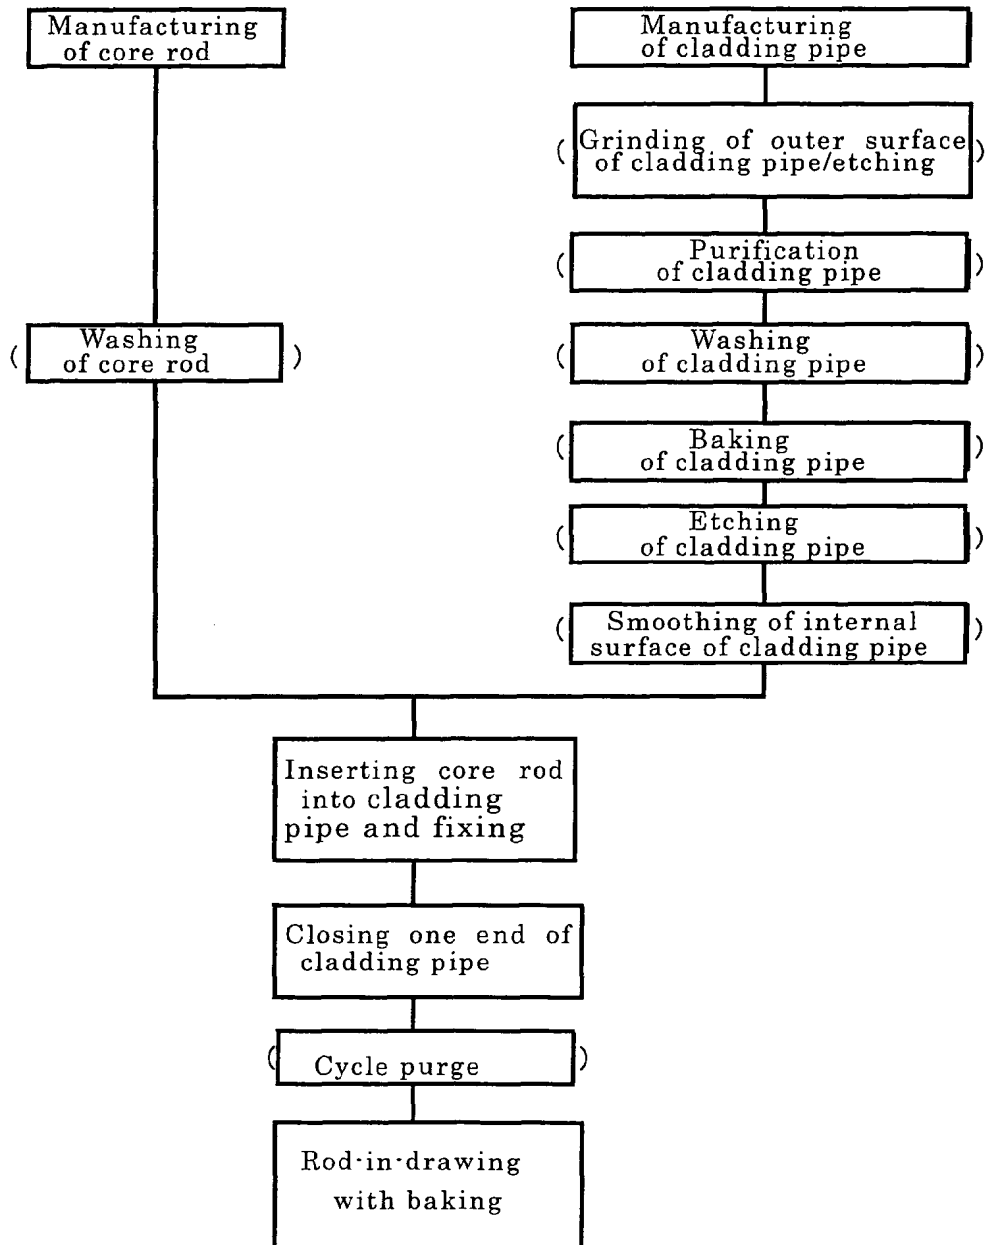 Manufacturing
of core rod
Manufacturing
of cladding pipe
( Grinding of outer surface )
of cladding pipe/etching
( Purification )
of cladding pipe
( Washing )
of core rod
( Washing )
of cladding pipe
( Baking )
of cladding pipe
( Etching )
of cladding pipe
( Smoothing of internal )
surface of cladding pipe
Inserting core rod
into cladding
pipe and fixing
Closing one end of
cladding pipe
( Cycle purge )
Rod-in-drawing
with baking